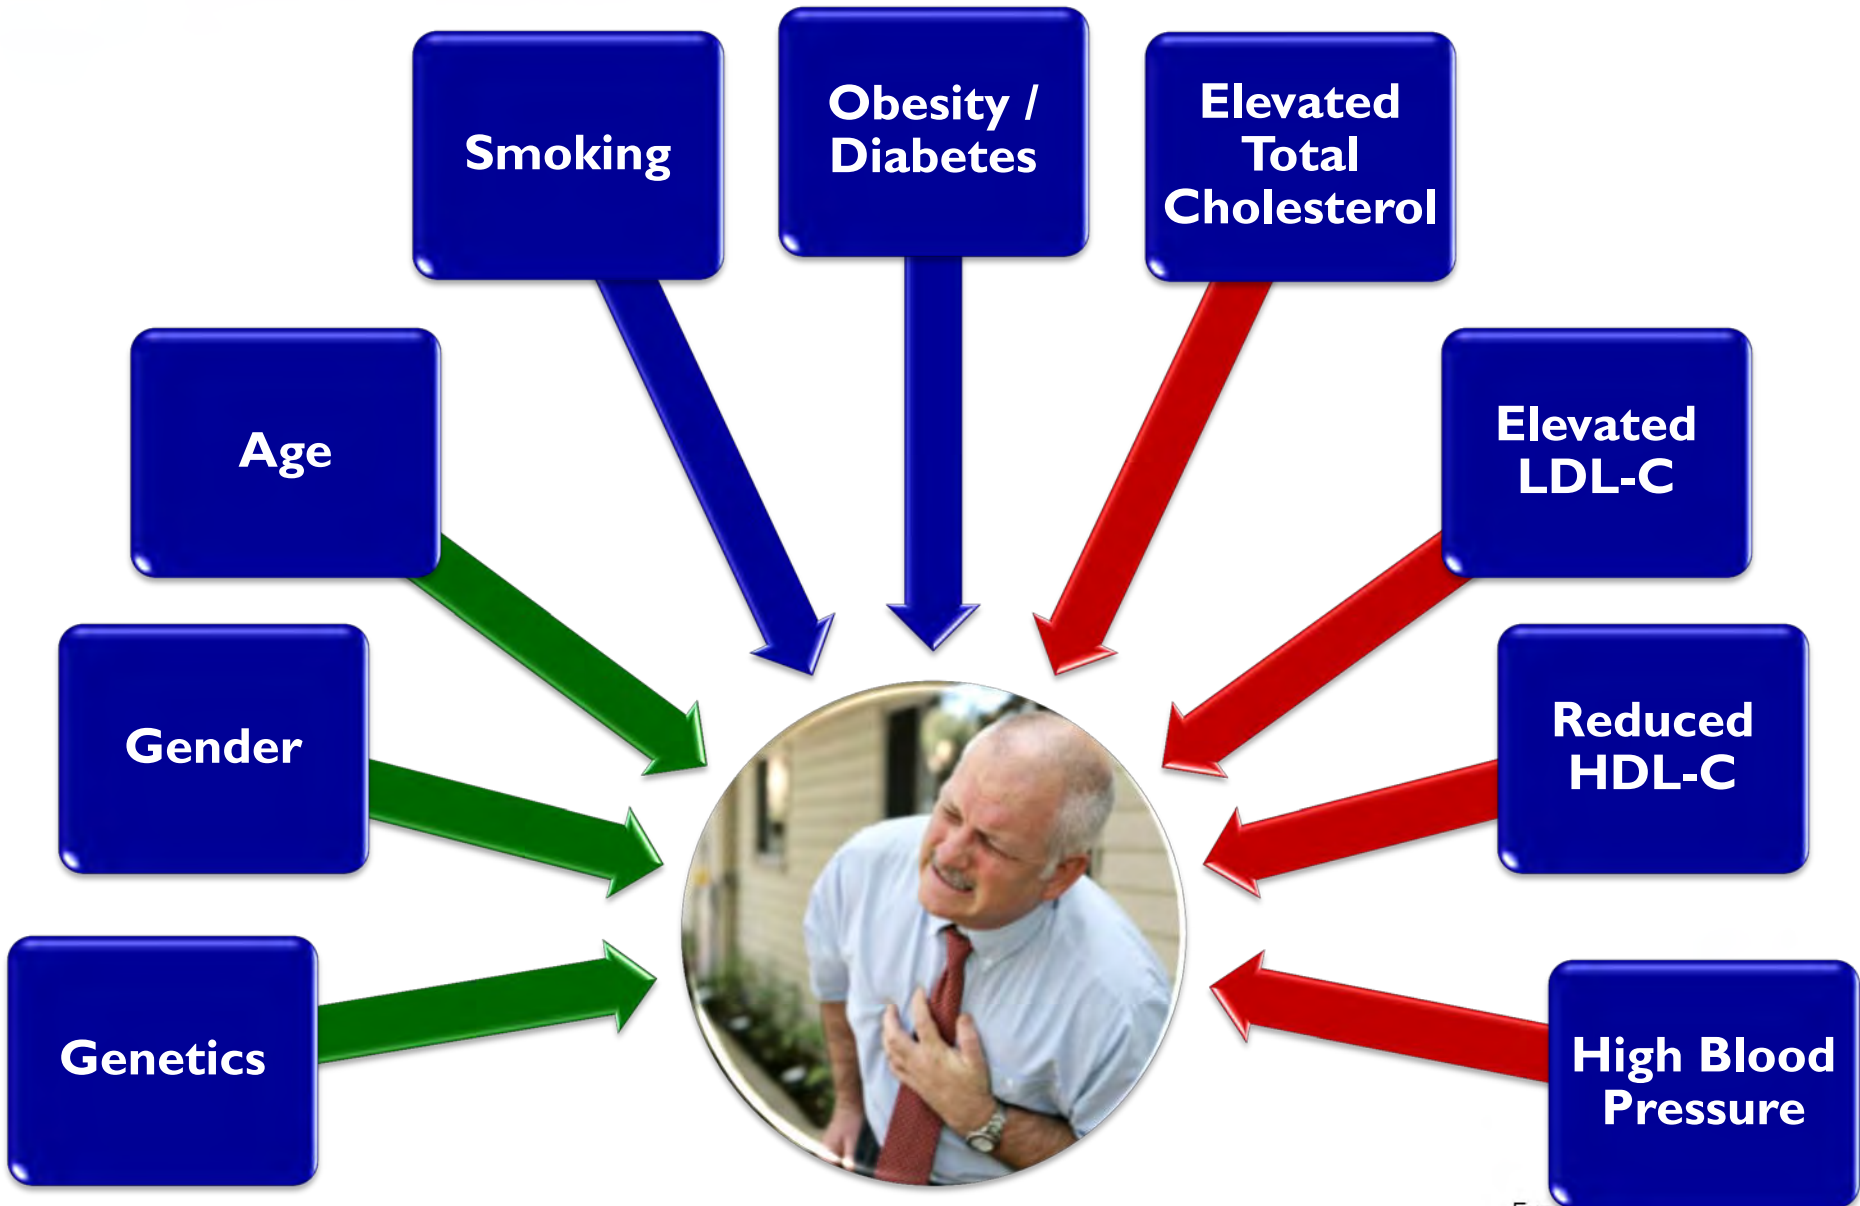 Smoking
Obesity /
Diabetes
Elevated
Total
Cholesterol
Age
Elevated
LDL-C
Gender
Reduced
HDL-C
Genetics
High Blood
Pressure